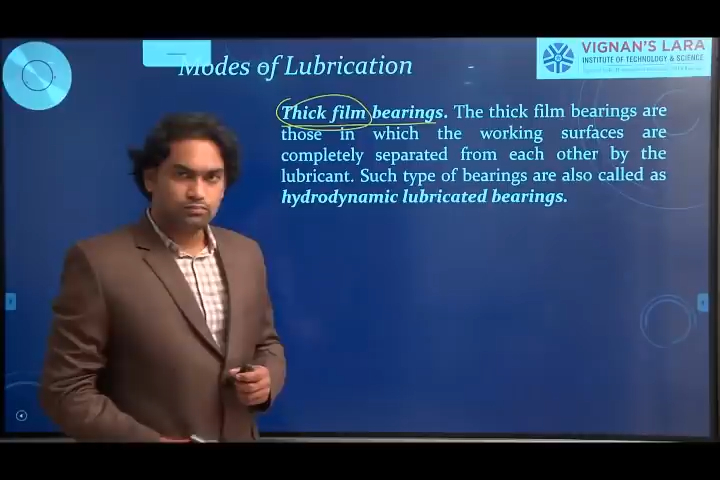 Modes of Lubrication
VIGNAN'S LARA
INSTITUTE OF TECHNOLOGY & SCIENCE
Thick film bearings. The thick film bearings are
those in which the working surfaces are
completely separated from each other by the
lubricant. Such type of bearings are also called as
hydrodynamic lubricated bearings.